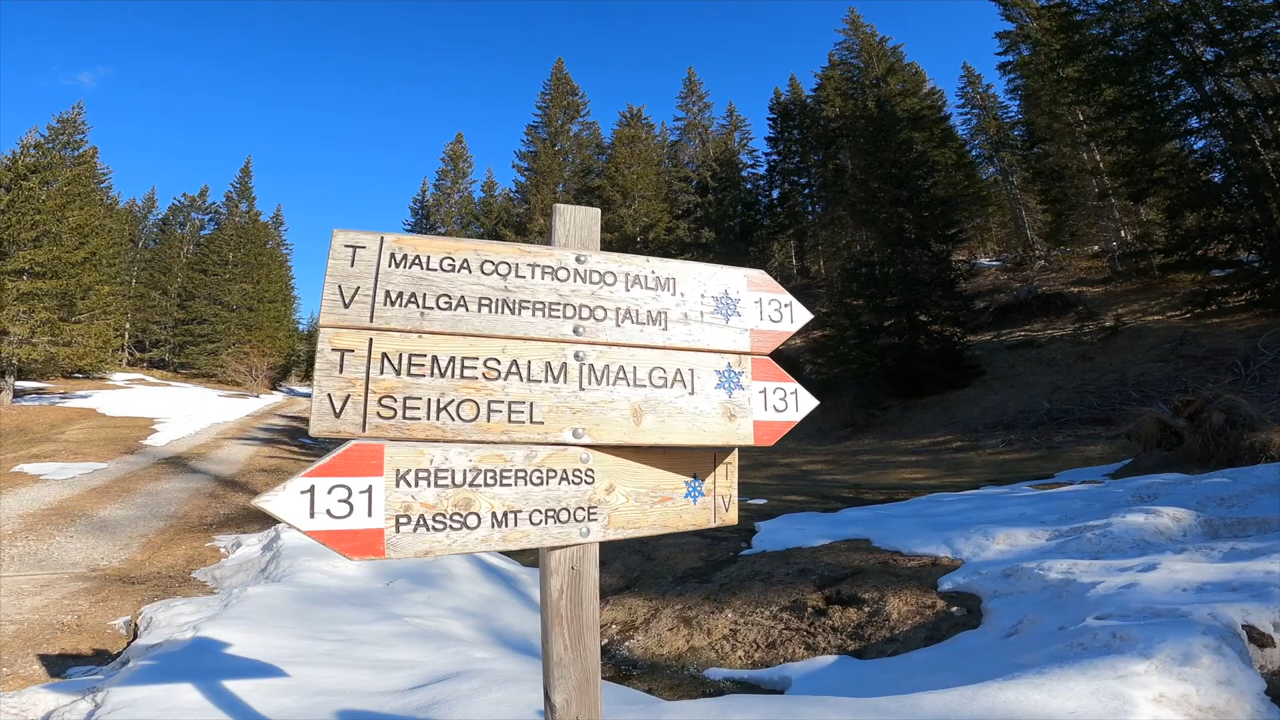 T MALGA COLTRONDO [ALM]
V MALGA RINFREDDO [ALM] 131
T NEMESALM [MALGA]
V SEIKOFEL 131
131 KREUZBERGPASS T
PASSO MT CROCE V